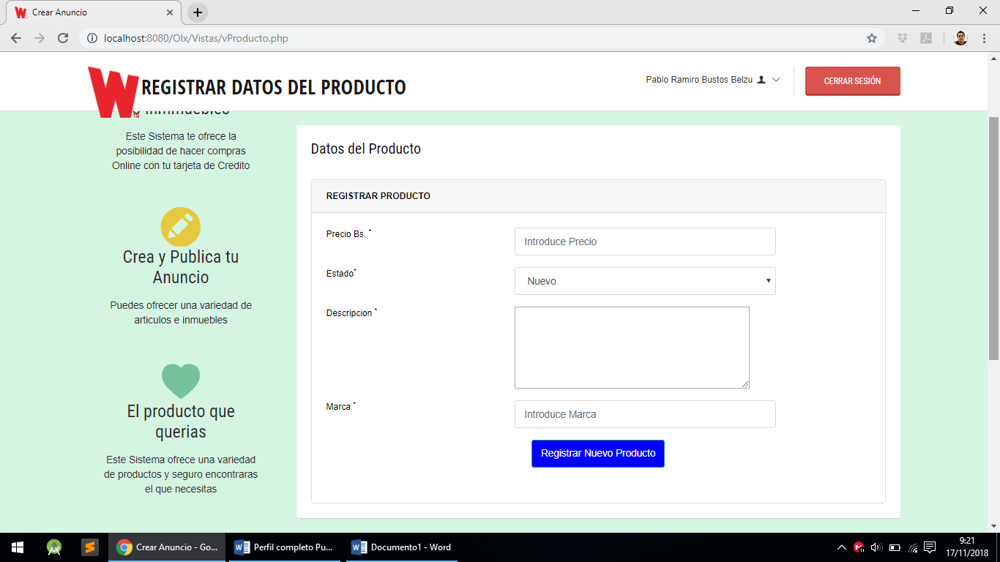 Crear Anuncio
localhost:8080/Olx/Vistas/vProducto.php
W
REGISTRAR DATOS DEL PRODUCTO
Pablo Ramiro Bustos Belzu
CERRAR SESIÓN
Este Sistema te ofrece la
posibilidad de hacer compras
Online con tu tarjeta de Credito
Crea y Publica tu
Anuncio
Puedes ofrecer una variedad de
articulos e inmuebles
El producto que
querias
Este Sistema ofrece una variedad
de productos y seguro encontraras
el que necesitas
Datos del Producto
REGISTRAR PRODUCTO
Precio Bs. *
Introduce Precio
Estado*
Nuevo
Descripcion *
Marca *
Introduce Marca
Registrar Nuevo Producto
Crear Anuncio - Go...
Perfil completo Pu...
Documento1 - Word
9:21
17/11/2018